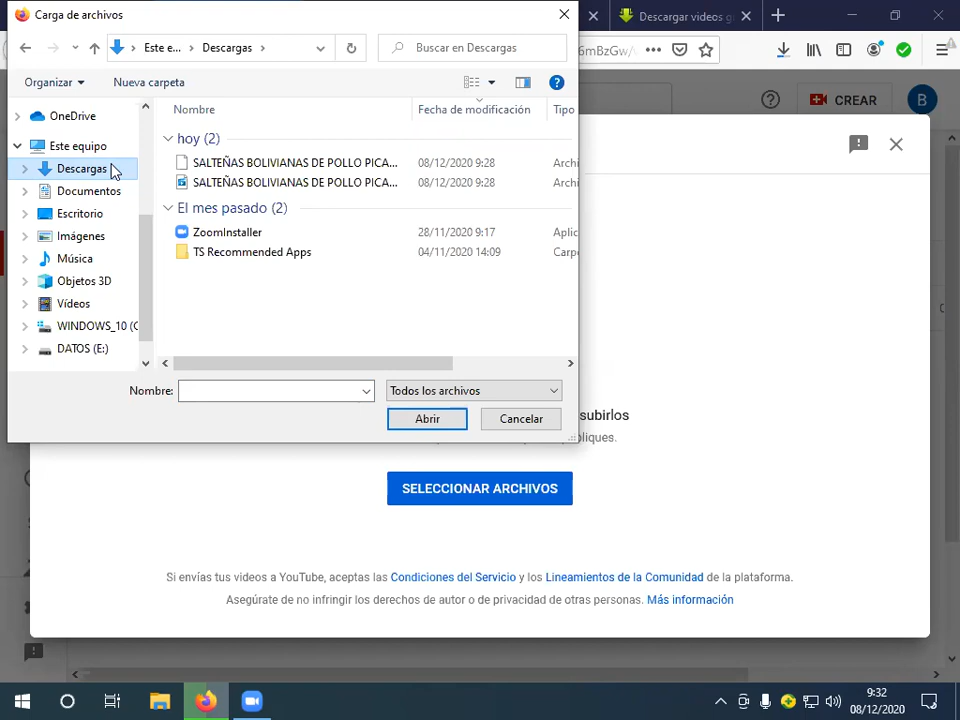 Carga de archivos
Descargar videos g
Este e... Descargas
Buscar en Descargas
6mBzGw/
Organizar Nueva carpeta
CREAR
B
Nombre Fecha de modificación Tipo
OneDrive
Este equipo
Descargas
Documentos
Escritorio
Imágenes
Música
Objetos 3D
Vídeos
WINDOWS_10 (C
DATOS (E:)
hoy (2)
SALTEÑAS BOLIVIANAS DE POLLO PICA... 08/12/2020 9:28 Archi
SALTEÑAS BOLIVIANAS DE POLLO PICA... 08/12/2020 9:28 Archi
El mes pasado (2)
ZoomInstaller 28/11/2020 9:17 Aplic
TS Recommended Apps 04/11/2020 14:09 Carpe
Nombre: Todos los archivos
Abrir Cancelar
subirlos
bliques.
SELECCIONAR ARCHIVOS
Si envías tus videos a YouTube, aceptas las Condiciones del Servicio y los Lineamientos de la Comunidad de la plataforma.
Asegúrate de no infringir los derechos de autor o de privacidad de otras personas. Más información
9:32
08/12/2020